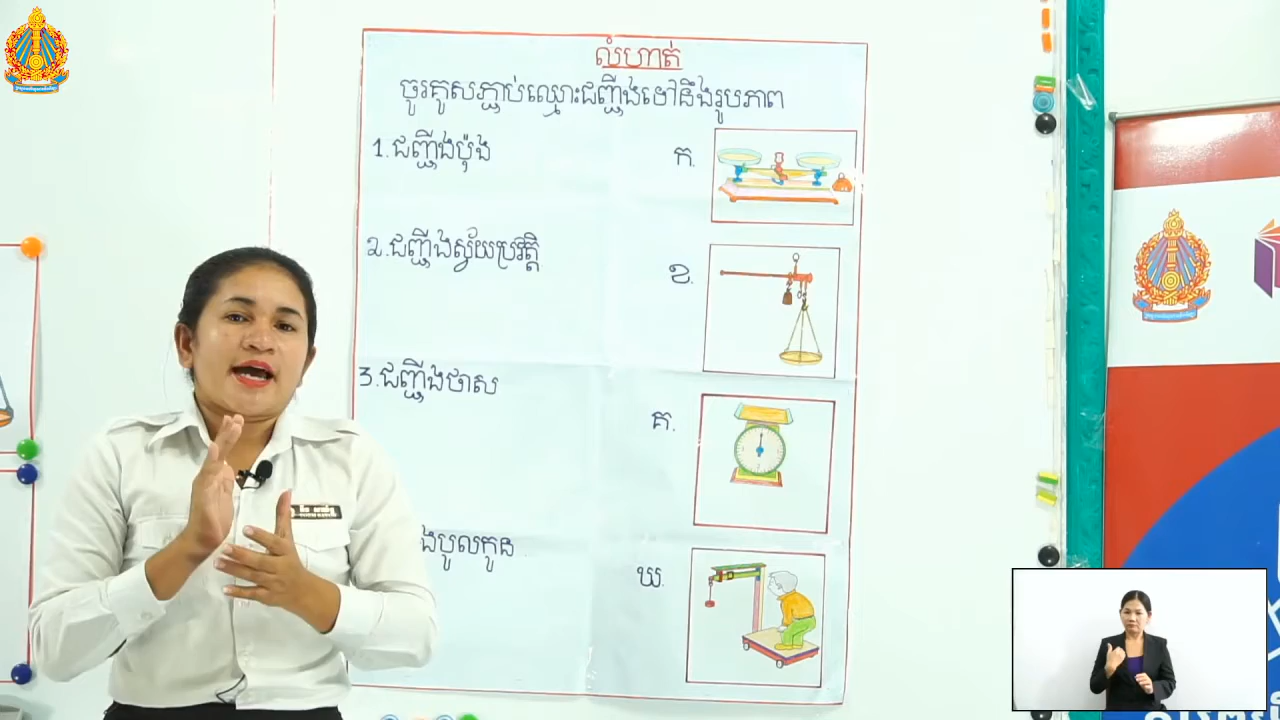 លំហាត់
ចូរគូសភ្ជាប់ឈ្មោះជញ្ជីងទៅនឹងរូបភាព
1.ជញ្ជីងប៉ុង
ក.
2.ជញ្ជីងស្វ័យប្រវិត្តិ
ខ.
3.ជញ្ជីងថាស
គ.
ងបូលកូន
ឃ.